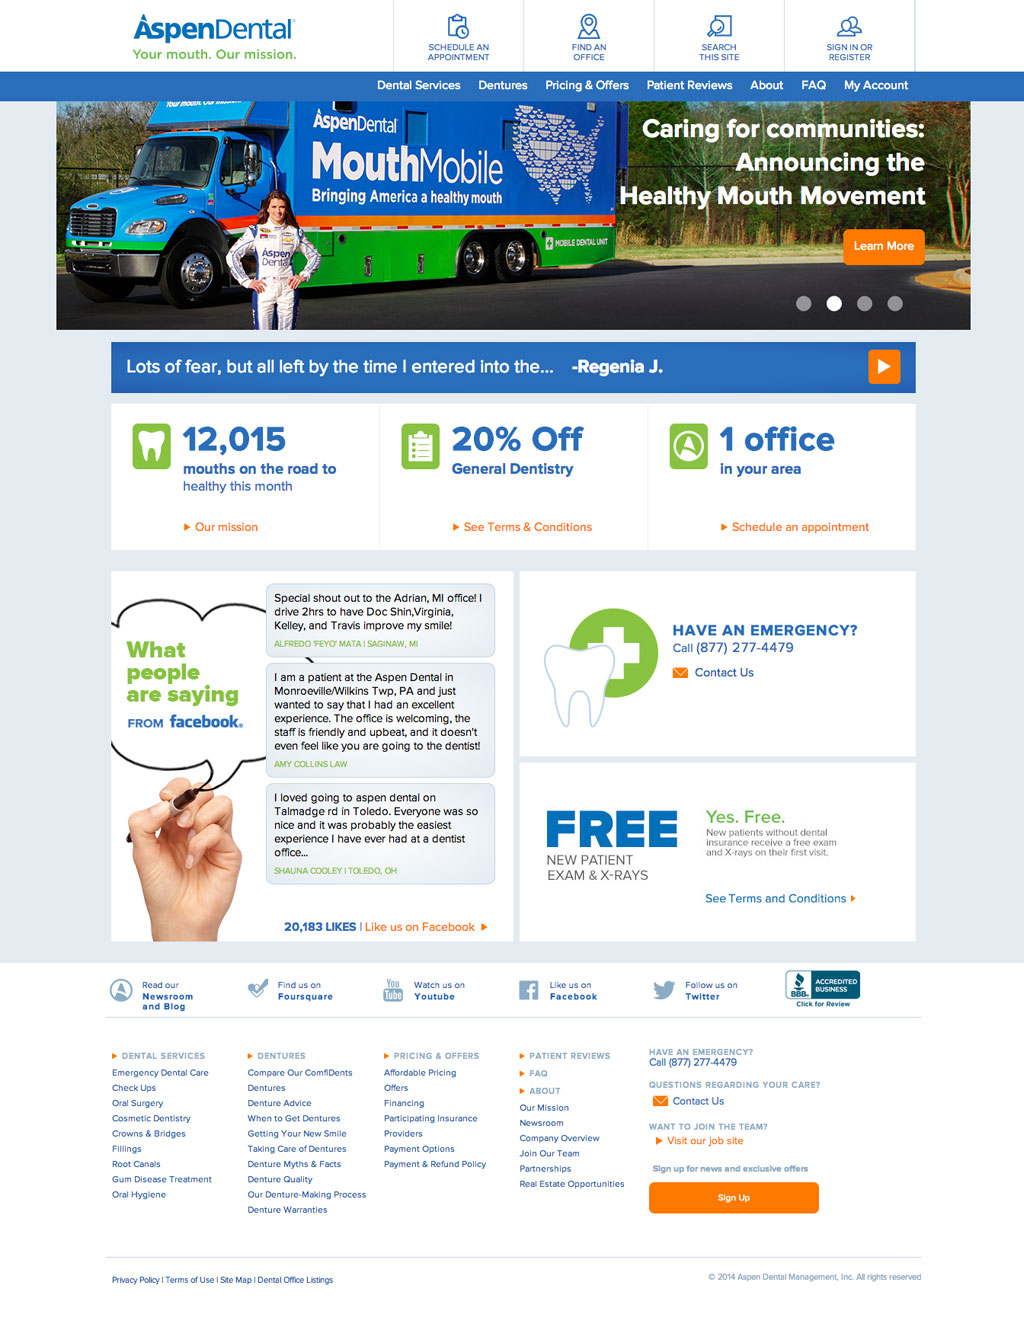 AspenDental
Your mouth. Our mission.
SCHEDULE AN
APPOINTMENT
FIND AN
OFFICE
SEARCH
THIS SITE
SIGN IN OR
REGISTER
Dental Services
Dentures
Pricing & Offers
Patient Reviews
About
FAQ
My Account
Your mouth. Our mission.
AspenDental
MouthMobile
Bringing America a healthy mouth
MOBILE DENTAL UNIT
Aspen
Dental
Caring for communities:
Announcing the
Healthy Mouth Movement
Learn More
Lots of fear, but all left by the time I entered into the... -Regenia J.
12,015
mouths on the road to
healthy this month
Our mission
20% Off
General Dentistry
See Terms & Conditions
1 office
in your area
Schedule an appointment
What
people
are saying
FROM facebook®
Special shout out to the Adrian, MI office! I
drive 2hrs to have Doc Shin,Virginia,
Kelley, and Travis improve my smile!
ALFREDO 'FEYO' MATA | SAGINAW, MI
I am a patient at the Aspen Dental in
Monroeville/Wilkins Twp, PA and just
wanted to say that I had an excellent
experience. The office is welcoming, the
staff is friendly and upbeat, and it doesn't
even feel like you are going to the dentist!
AMY COLLINS LAW
I loved going to aspen dental on
Talmadge rd in Toledo. Everyone was so
nice and it was probably the easiest
experience I have ever had at a dentist
office...
SHAUNA COOLEY | TOLEDO, OH
20,183 LIKES | Like us on Facebook
HAVE AN EMERGENCY?
Call (877) 277-4479
Contact Us
FREE
NEW PATIENT
EXAM & X-RAYS
Yes. Free.
New patients without dental
insurance receive a free exam
and X-rays on their first visit.
See Terms and Conditions
Read our
Newsroom
and Blog
Find us on
Foursquare
You
Tube
Watch us on
Youtube
Like us on
Facebook
Follow us on
Twitter
BBB
ACCREDITED
BUSINESS
Click for Review
DENTAL SERVICES
Emergency Dental Care
Check Ups
Oral Surgery
Cosmetic Dentistry
Crowns & Bridges
Fillings
Root Canals
Gum Disease Treatment
Oral Hygiene
DENTURES
Compare Our ComfiDents
Dentures
Denture Advice
When to Get Dentures
Getting Your New Smile
Taking Care of Dentures
Denture Myths & Facts
Denture Quality
Our Denture-Making Process
Denture Warranties
PRICING & OFFERS
Affordable Pricing
Offers
Financing
Participating Insurance
Providers
Payment Options
Payment & Refund Policy
PATIENT REVIEWS
FAQ
ABOUT
Our Mission
Newsroom
Company Overview
Join Our Team
Partnerships
Real Estate Opportunities
HAVE AN EMERGENCY?
Call (877) 277-4479
QUESTIONS REGARDING YOUR CARE?
Contact Us
WANT TO JOIN THE TEAM?
Visit our job site
Sign up for news and exclusive offers
Sign Up
Privacy Policy | Terms of Use | Site Map | Dental Office Listings
© 2014 Aspen Dental Management, Inc. All rights reserved